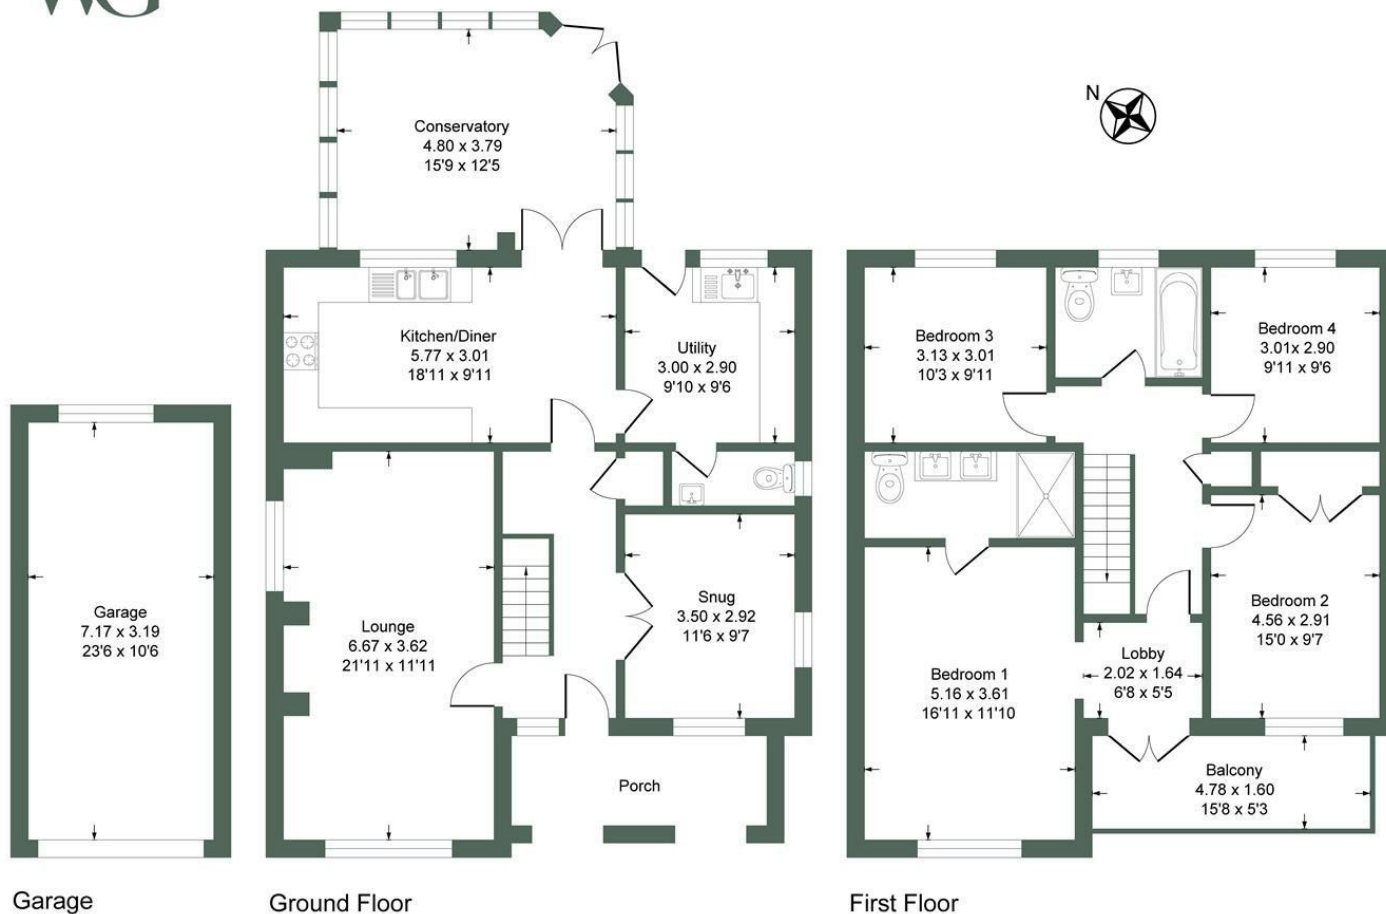 WG
N
Conservatory
4.80 x 3.79
15'9 x 12'5
Kitchen/Diner
5.77 x 3.01
18'11 x 9'11
Utility
3.00 x 2.90
9'10 x 9'6
Garage
7.17 x 3.19
23'6 x 10'6
Lounge
6.67 x 3.62
21'11 x 11'11
Snug
3.50 x 2.92
11'6 x 9'7
Porch
Bedroom 3
3.13 x 3.01
10'3 x 9'11
Bedroom 4
3.01x 2.90
9'11 x 9'6
Bedroom 1
5.16 x 3.61
16'11 x 11'10
Lobby
2.02 x 1.64
6'8 x 5'5
Bedroom 2
4.56 x 2.91
15'0 x 9'7
Balcony
4.78 x 1.60
15'8 x 5'3
Garage
Ground Floor
First Floor